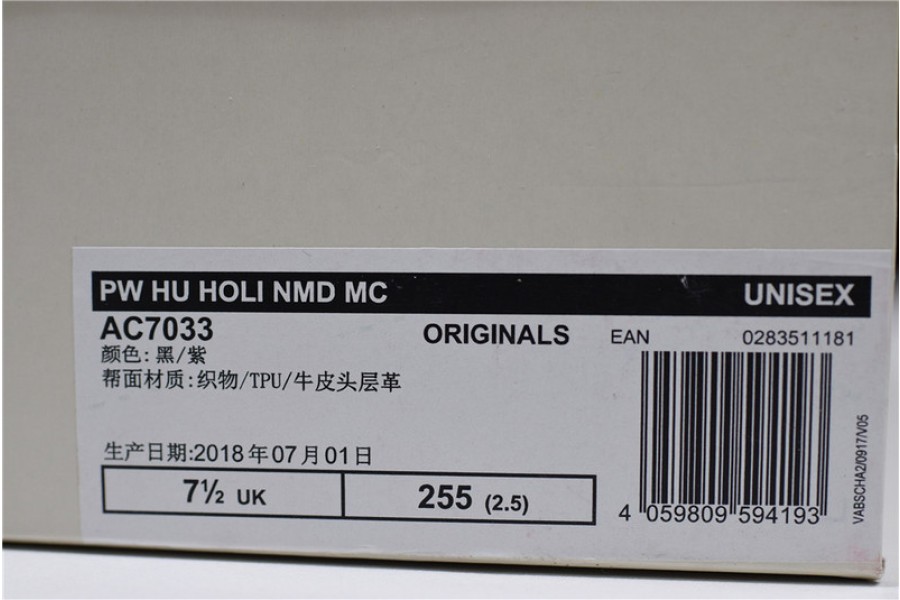 PW HU HOLI NMD MC UNISEX
AC7033 ORIGINALS EAN 0283511181
颜色:黑/紫
帮面材质:织物/TPU/牛皮头层革
生产日期:2018年07月01日
7½ UK 255 (2.5)
4 059809 594193
VABSCHA2/0917/V05